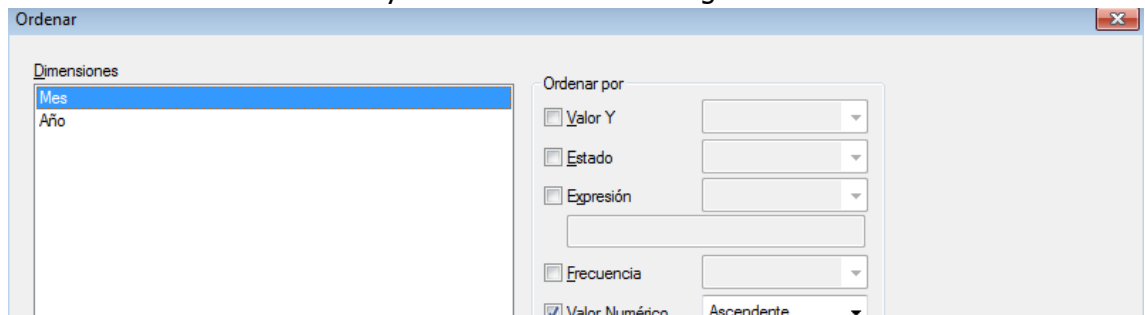 Ordenar
Dimensiones
Mes
Año
Ordenar por
Valor Y
Estado
Expresión
Frecuencia
Valor Numérico Ascendente